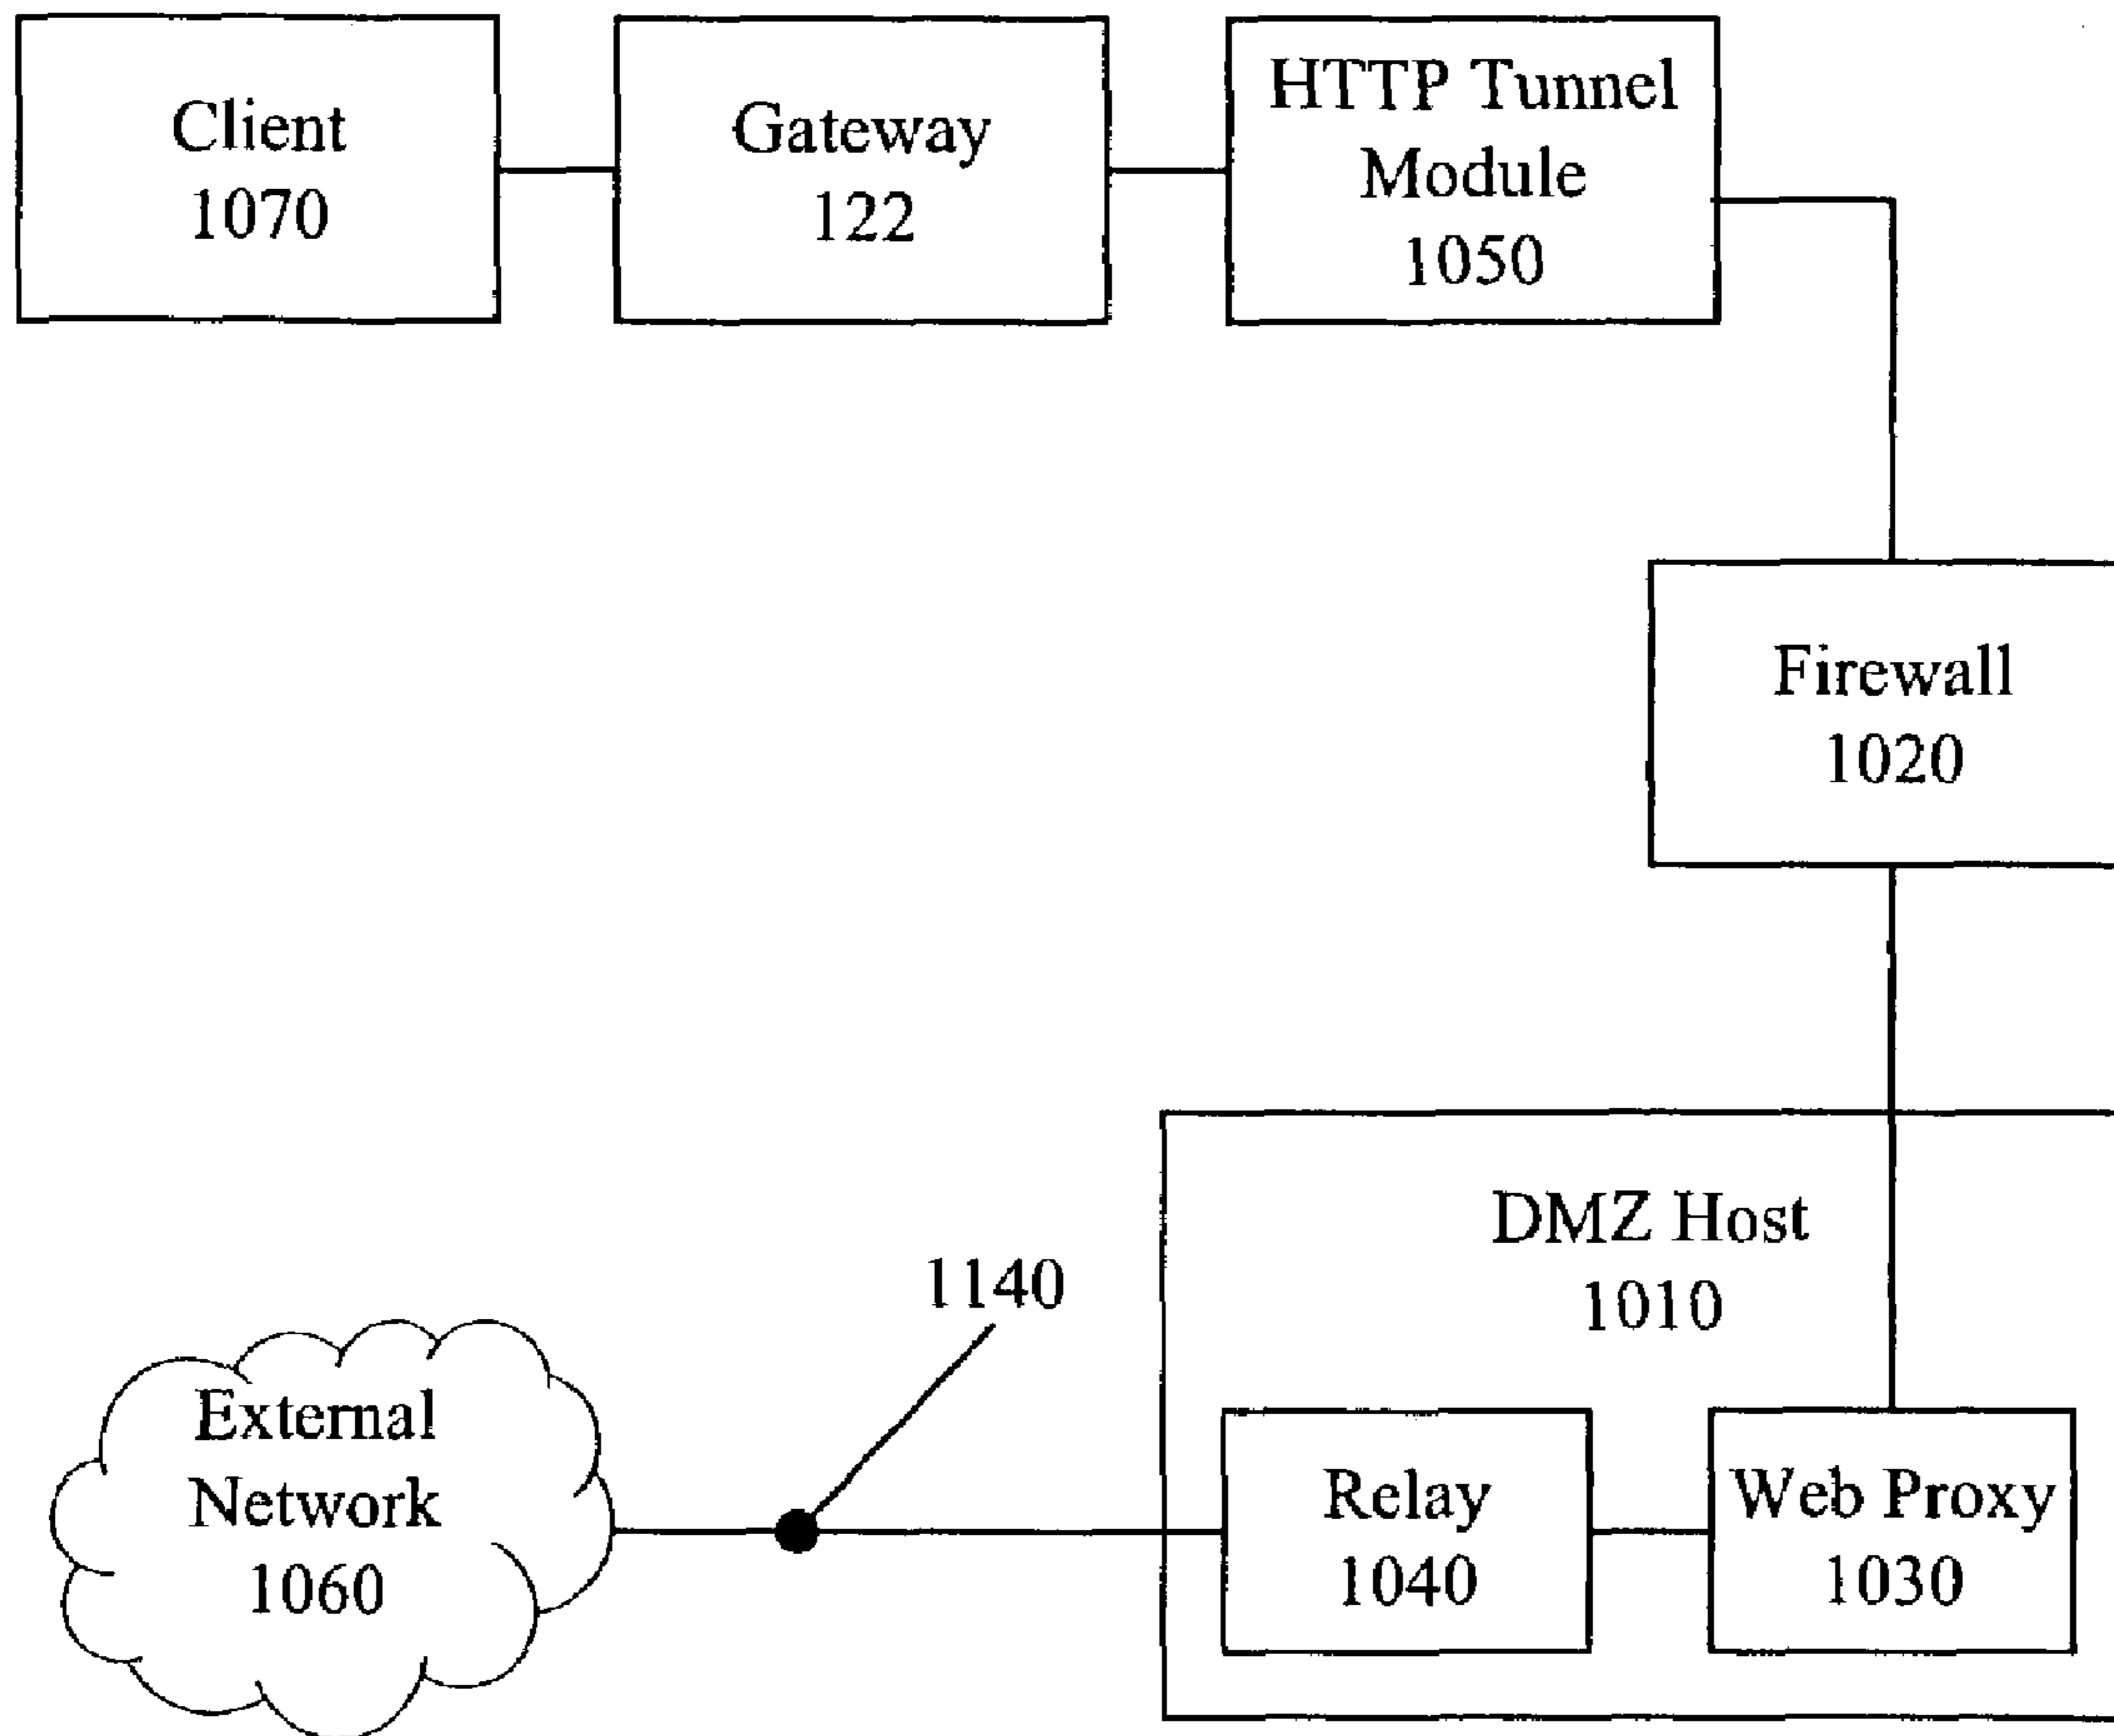 Client
1070
Gateway
122
HTTP Tunnel
Module
1050
Firewall
1020
DMZ Host
1010
1140
External
Network
1060
Relay
1040
Web Proxy
1030